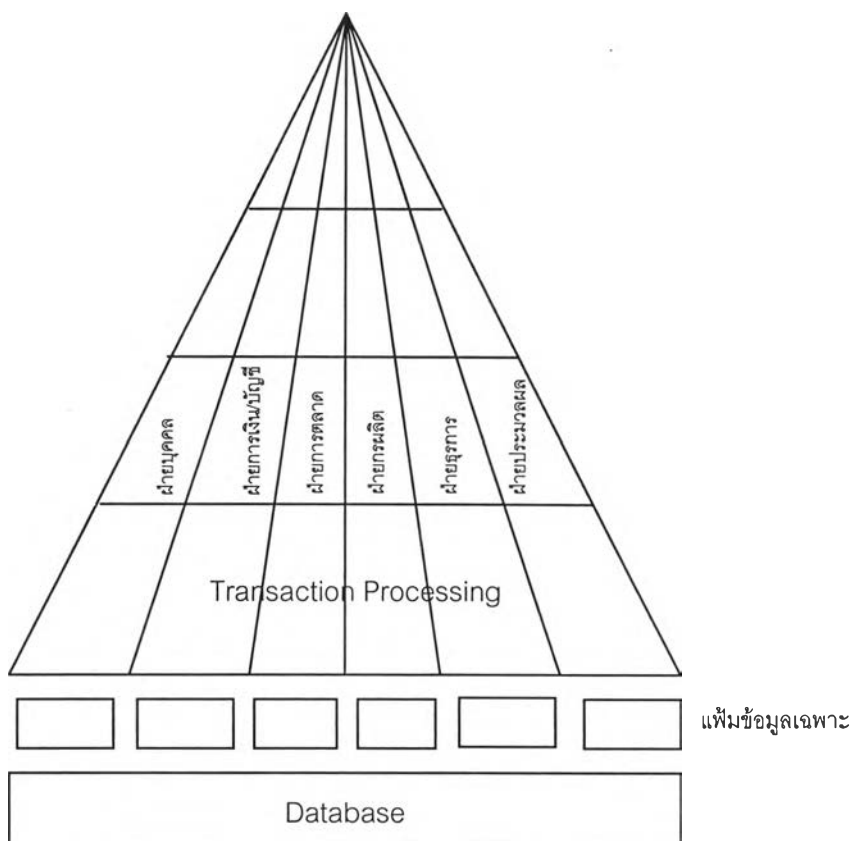 ฝ่ายบุคคล
ฝ่ายการเงิน/บัญชี
ฝ่ายการตลาด
ฝ่ายกรผลิต
ฝ่ายธุรการ
ฝ่ายประมวลผล
Transaction Processing
แฟ้มข้อมูลเฉพาะ
Database